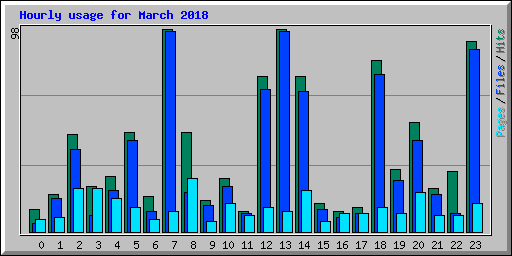 Hourly usage for March 2018
98
Pages/Files/Hits
0 1 2 3 4 5 6 7 8 9 10 11 12 13 14 15 16 17 18 19 20 21 22 23